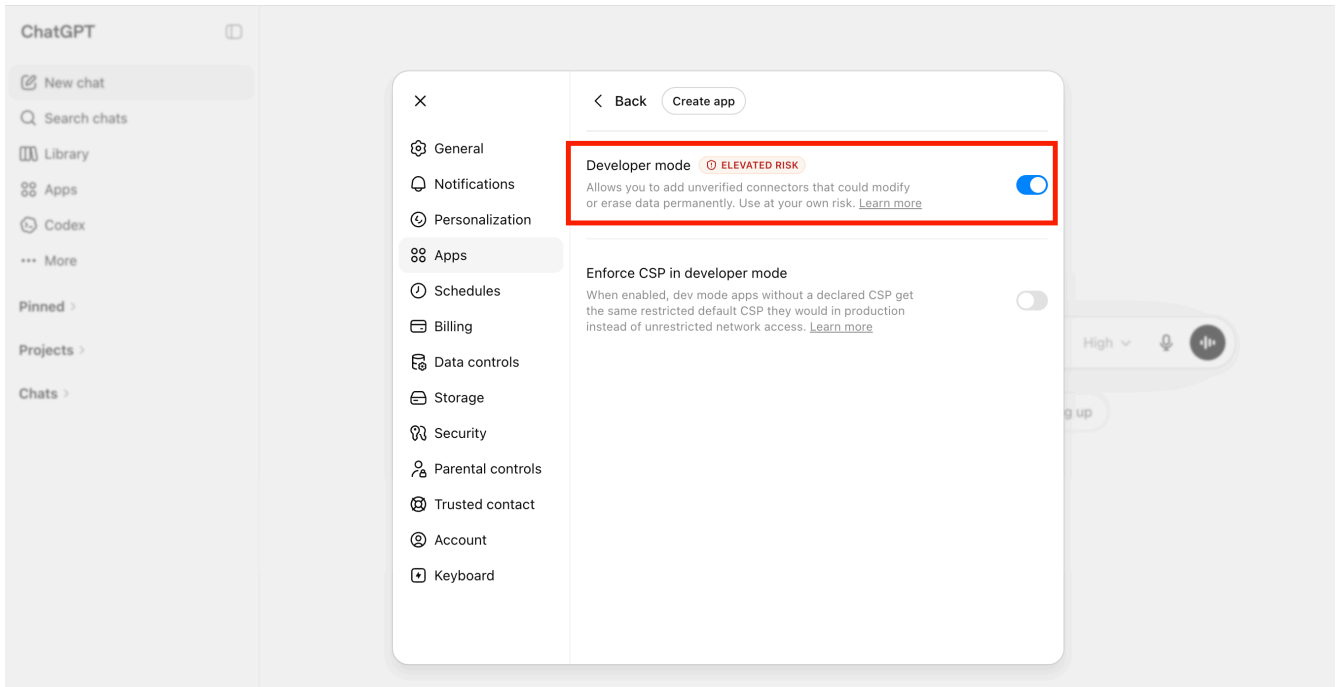 ChatGPT
New chat
Search chats
Library
Apps
Codex
More
Pinned
Projects
Chats
General
Notifications
Personalization
Apps
Schedules
Billing
Data controls
Storage
Security
Parental controls
Trusted contact
Account
Keyboard
Back
Create app
Developer mode ELEVATED RISK
Allows you to add unverified connectors that could modify
or erase data permanently. Use at your own risk. Learn more
Enforce CSP in developer mode
When enabled, dev mode apps without a declared CSP get
the same restricted default CSP they would in production
instead of unrestricted network access. Learn more
High
g up